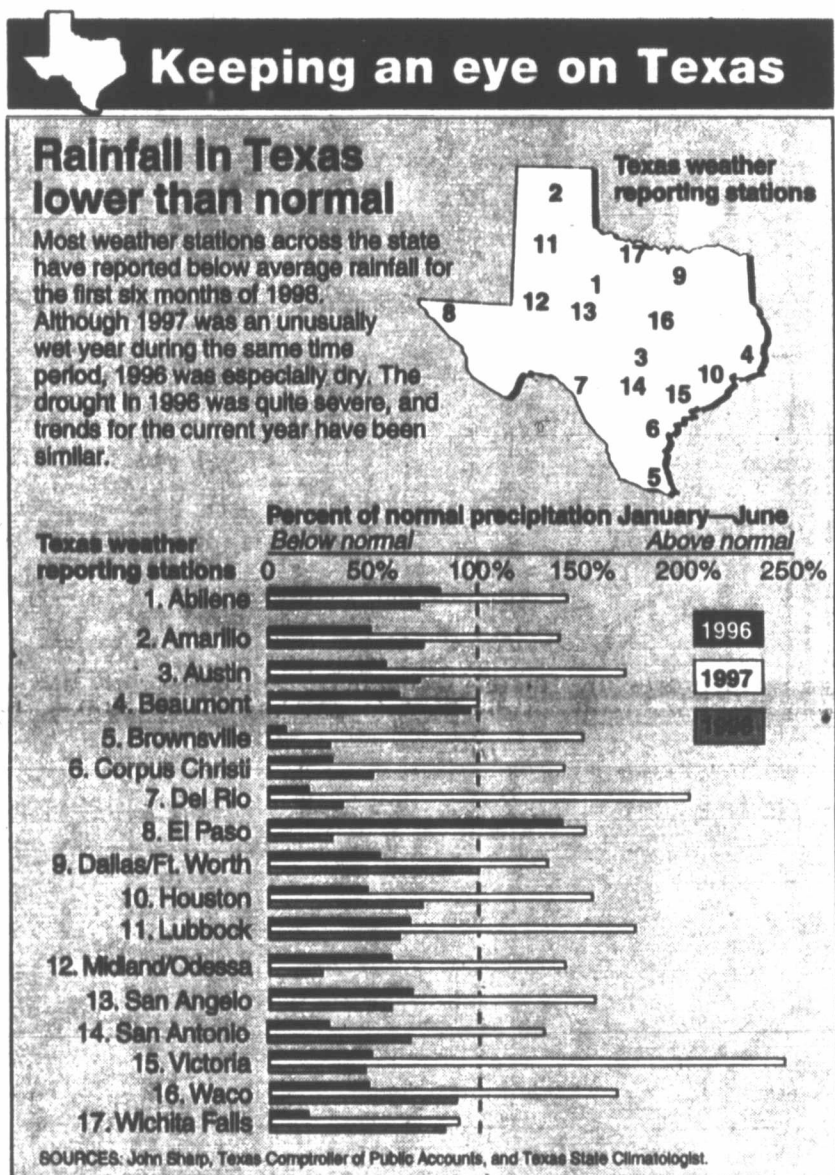 Keeping an eye on Texas
Rainfall in Texas
lower than normal
Most weather stations across the state
have reported below average rainfall for
the first six months of 1998.
Although 1997 was an unusually
wet year during the same time
period, 1996 was especially dry. The
drought in 1996 was quite severe, and
trends for the current year have been
similar.
Texas weather
reporting stations
2
11
17
9
1
8
12
13
16
3
4
7
14
10
15
6
5
Percent of normal precipitation January—June
Texas weather
reporting stations
Below normal
Above normal
0 50% 100% 150% 200% 250%
1. Abilene
2. Amarillo
3. Austin
4. Beaumont
5. Brownsville
6. Corpus Christi
7. Del Rio
8. El Paso
9. Dallas/Ft. Worth
10. Houston
11. Lubbock
12. Midland/Odessa
13. San Angelo
14. San Antonio
15. Victoria
16. Waco
17. Wichita Falls
1996
1997
1998
SOURCES: John Sharp, Texas Comptroller of Public Accounts, and Texas State Climatologist.